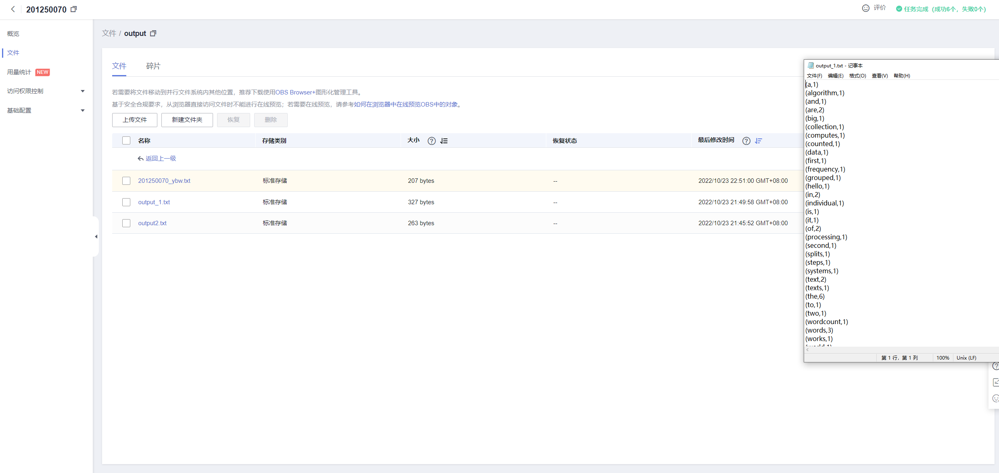 201250070
评价
任务完成（成功6个，失败0个）
概览
文件
用量统计 NEW
访问权限控制
基础配置
文件 / output
文件 碎片
若需要将文件移动到并行文件系统内其他位置，推荐下载使用OBS Browser+图形化管理工具。
基于安全合规要求，从浏览器直接访问文件时不能进行在线预览；若需要在线预览，请参考如何在浏览器中在线预览OBS中的对象。
上传文件 新建文件夹 恢复 删除
名称 存储类别 大小 恢复状态 最后修改时间
返回上一级
201250070_ybw.txt 标准存储 207 bytes -- 2022/10/23 22:51:00 GMT+08:00
output_1.txt 标准存储 327 bytes -- 2022/10/23 21:49:58 GMT+08:00
output2.txt 标准存储 263 bytes -- 2022/10/23 21:45:52 GMT+08:00
output_1.txt - 记事本
文件(F) 编辑(E) 格式(O) 查看(V) 帮助(H)
(a,1)
(algorithm,1)
(and,1)
(are,2)
(big,1)
(collection,1)
(computes,1)
(counted,1)
(data,1)
(first,1)
(frequency,1)
(grouped,1)
(hello,1)
(in,2)
(individual,1)
(is,1)
(it,1)
(of,2)
(processing,1)
(second,1)
(splits,1)
(steps,1)
(systems,1)
(text,2)
(texts,1)
(the,6)
(to,1)
(two,1)
(wordcount,1)
(words,3)
(works,1)
第 1 行，第 1 列 100% Unix (LF)